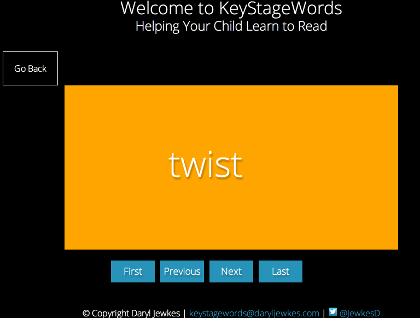 Welcome to KeyStageWords
Helping Your Child Learn to Read
Go Back
twist
First Previous Next Last
© Copyright Daryl Jewkes | keystagewords@daryljewkes.com | @JewkesD